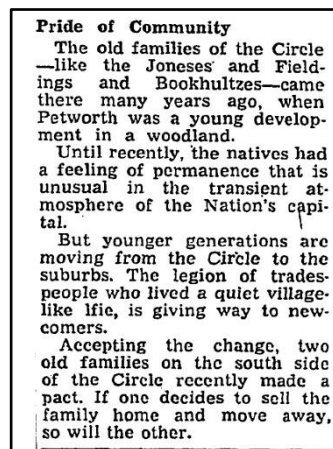 Pride of Community
The old families of the Circle
—like the Joneses and Field-
ings and Bookhultzes—came
there many years ago, when
Petworth was a young develop-
ment in a woodland.
Until recently, the natives had
a feeling of permanence that is
unusual in the transient at-
mosphere of the Nation's capi-
tal.
But younger generations are
moving from the Circle to the
suburbs. The legion of trades-
people who lived a quiet village-
like lfie, is giving way to new-
comers.
Accepting the change, two
old families on the south side
of the Circle recently made a
pact. If one decides to sell the
family home and move away,
so will the other.